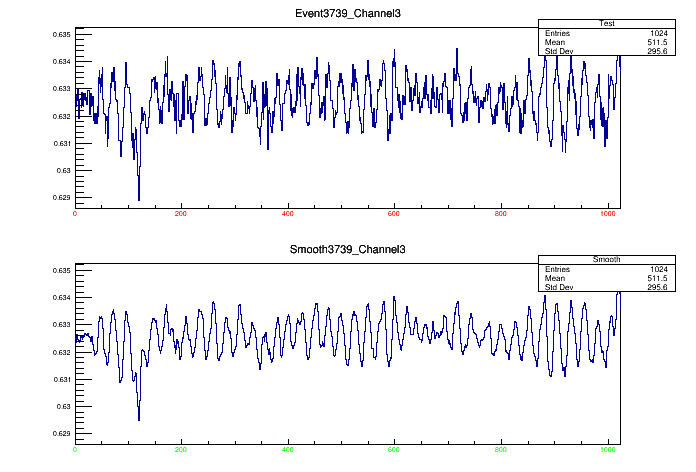 Event3739_Channel3
Test
Entries 1024
Mean 511.5
Std Dev 295.6
0.635
0.634
0.633
0.632
0.631
0.63
0.629
0 200 400 600 800 1000
Smooth3739_Channel3
Smooth
Entries 1024
Mean 511.5
Std Dev 295.6
0.635
0.634
0.633
0.632
0.631
0.63
0.629
0 200 400 600 800 1000